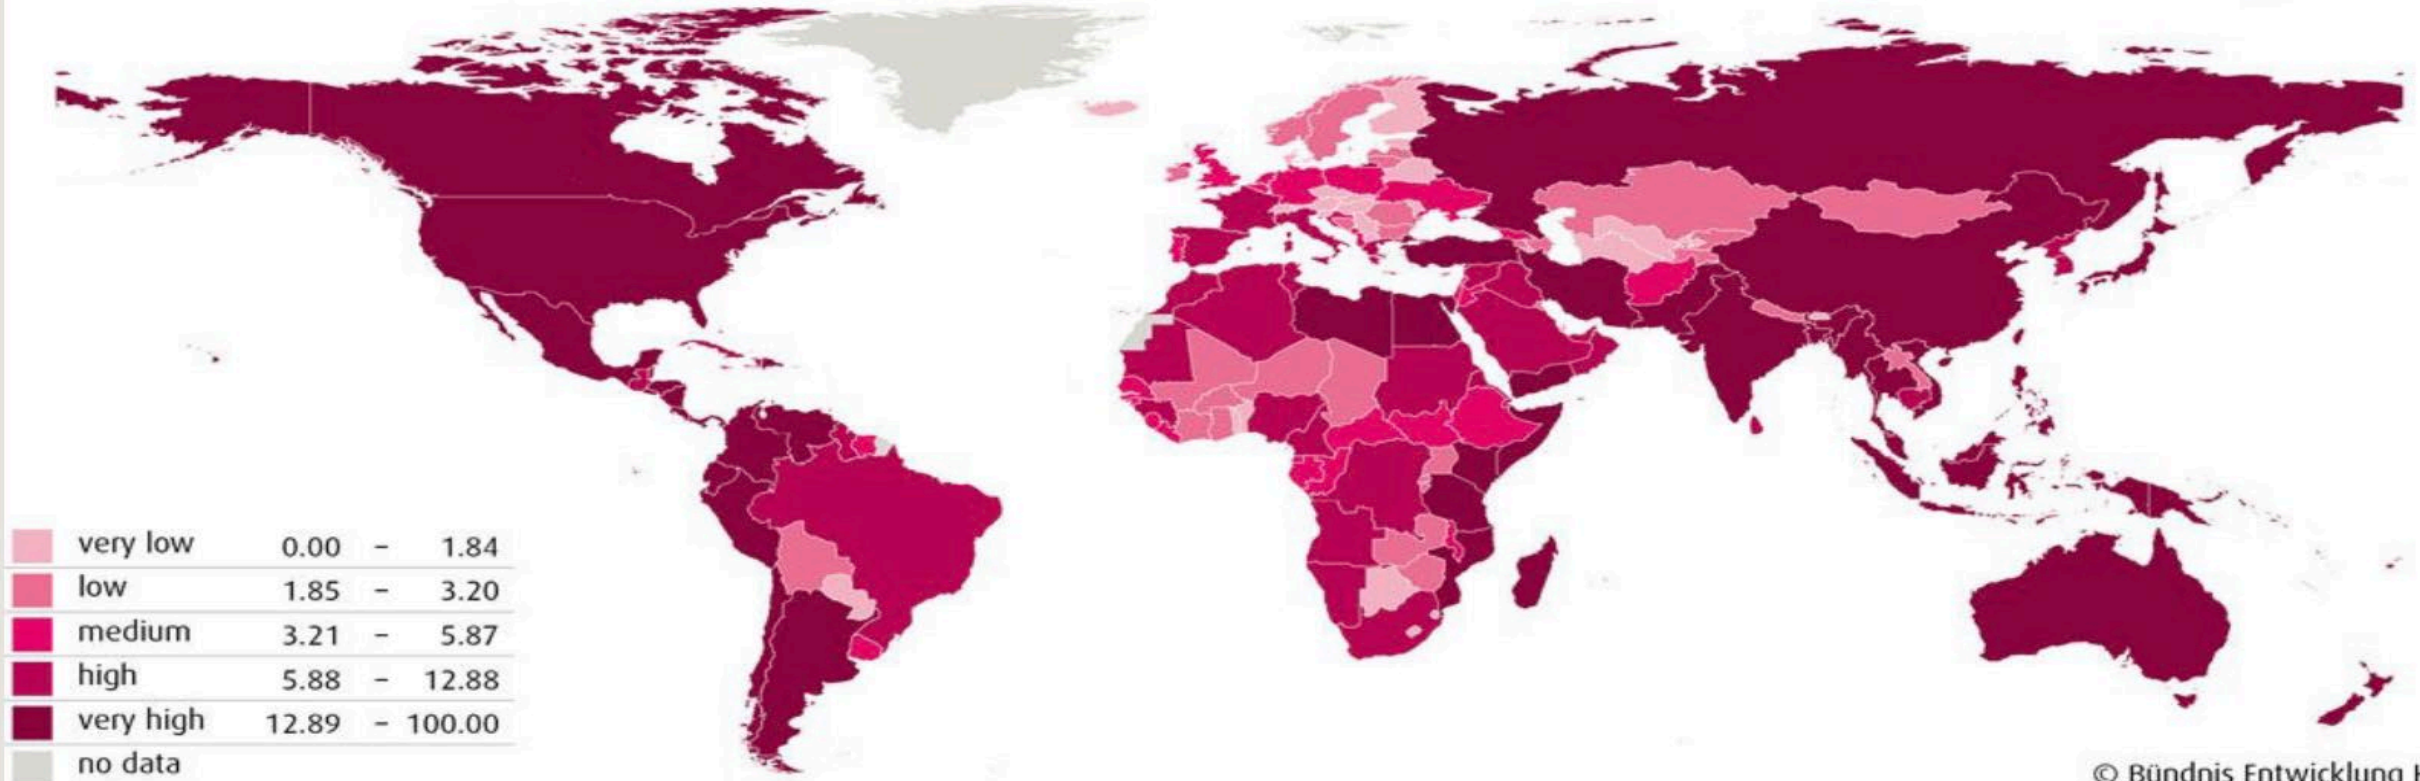 very low 0.00 – 1.84
low 1.85 – 3.20
medium 3.21 – 5.87
high 5.88 – 12.88
very high 12.89 – 100.00
no data
© Bündnis Entwicklung